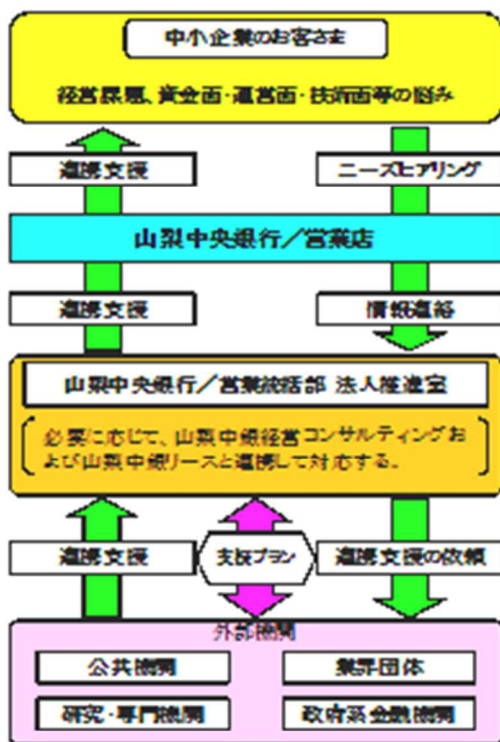 中小企業のお客さま
経営課題、資金面・運営面・技術面等の悩み
連携支援
ニーズヒアリング
山梨中央銀行／営業店
連携支援
情報連絡
山梨中央銀行／営業統括部 法人推進室
必要に応じて、山梨中銀経営コンサルティングお
よび山梨中銀リースと連携して対応する。
連携支援
支援プラン
連携支援の依頼
外部機関
公共機関
業界団体
研究・専門機関
政府系金融機関